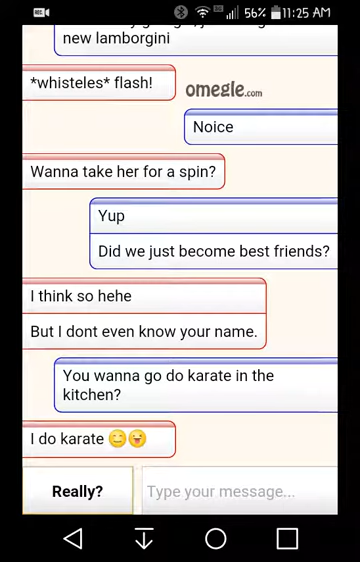 56% 11:25 AM
new lamborgini
*whisteles* flash!
omegle.com
Noice
Wanna take her for a spin?
Yup
Did we just become best friends?
I think so hehe
But I dont even know your name.
You wanna go do karate in the
kitchen?
I do karate 😊😜
Really?
Type your message...